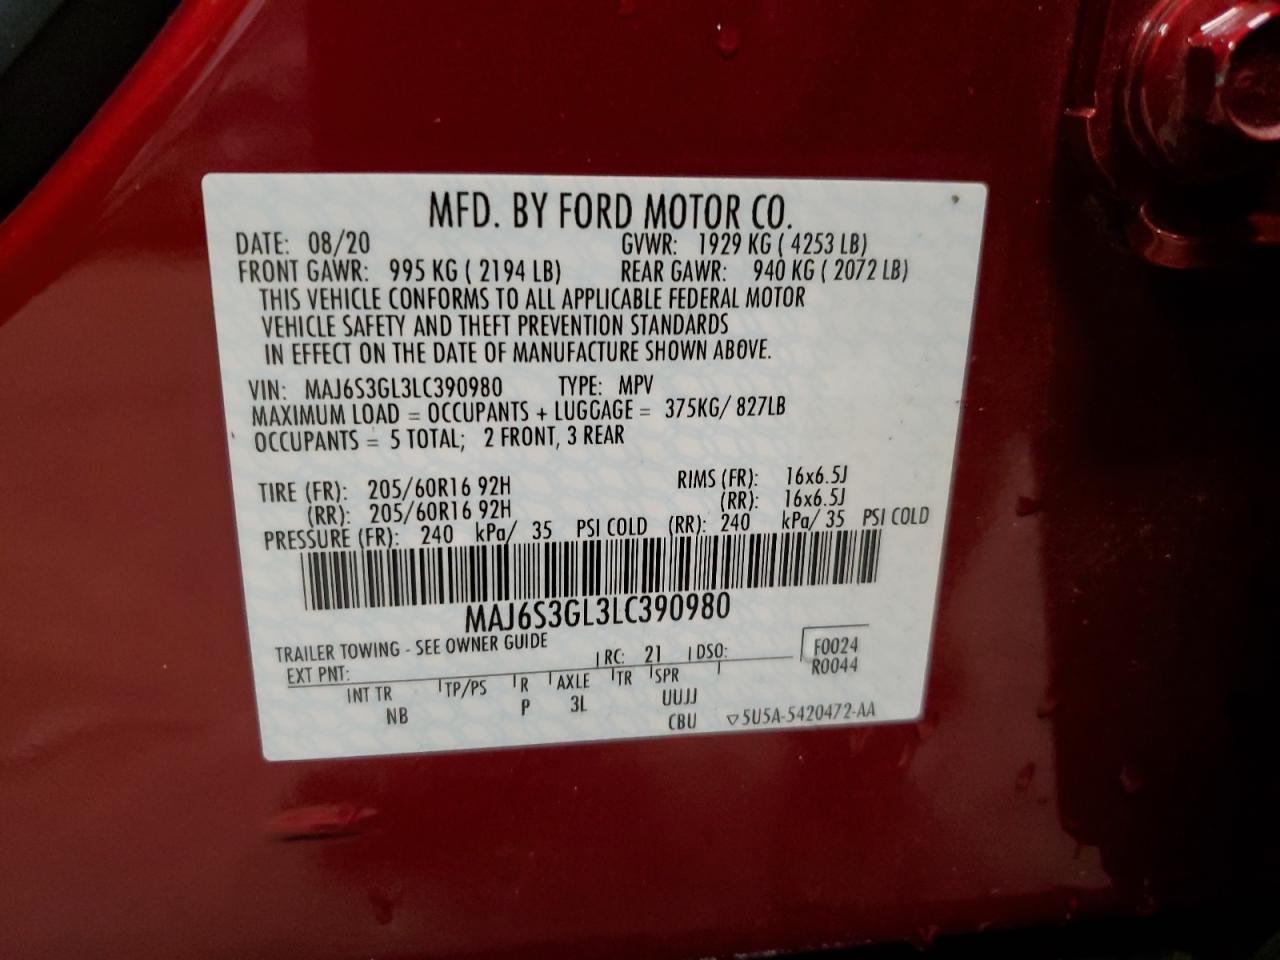 MFD. BY FORD MOTOR CO.
DATE: 08/20 GVWR: 1929 KG ( 4253 LB)
FRONT GAWR: 995 KG ( 2194 LB) REAR GAWR: 940 KG ( 2072 LB)
THIS VEHICLE CONFORMS TO ALL APPLICABLE FEDERAL MOTOR
VEHICLE SAFETY AND THEFT PREVENTION STANDARDS
IN EFFECT ON THE DATE OF MANUFACTURE SHOWN ABOVE.
VIN: MAJ6S3GL3LC390980 TYPE: MPV
MAXIMUM LOAD = OCCUPANTS + LUGGAGE = 375KG/ 827LB
OCCUPANTS = 5 TOTAL; 2 FRONT, 3 REAR
TIRE (FR): 205/60R16 92H RIMS (FR): 16x6.5J
(RR): 205/60R16 92H (RR): 16x6.5J
PRESSURE (FR): 240 kPa/ 35 PSI COLD (RR): 240 kPa/ 35 PSI COLD
MAJ6S3GL3LC390980
TRAILER TOWING - SEE OWNER GUIDE
EXT PNT: RC: 21 DSO: F0024
R0044
INT TR TP/PS R AXLE TR SPR
NB P 3L UUJJ
CBU ▽5U5A-5420472-AA